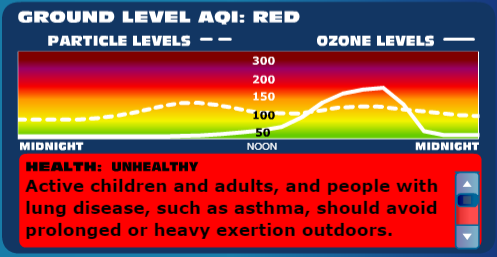 GROUND LEVEL AQI: RED
PARTICLE LEVELS OZONE LEVELS
300
200
150
100
50
MIDNIGHT NOON MIDNIGHT
HEALTH: UNHEALTHY
Active children and adults, and people with
lung disease, such as asthma, should avoid
prolonged or heavy exertion outdoors.